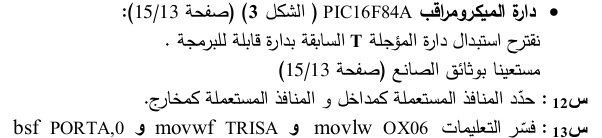 • دارة الميكرومراقب PIC16F84A ( الشكل 3) (صفحة 15/13):
نقترح استبدال دارة المؤجلة T السابقة بدارة قابلة للبرمجة .
مستعينا بوثائق الصانع (صفحة 15/13)
س12 : حدّد المنافذ المستعملة كمداخل و المنافذ المستعملة كمخارج.
س13 : فسّر التعليمات movlw OX06 و movwf TRISA و bsf PORTA,0